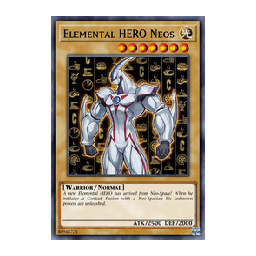 Elemental HERO Neos
[Warrior / Normal]
A new Elemental HERO has arrived from Neo-Space! When he
initiates a Contact Fusion with a Neo-Spacian his unknown
powers are unleashed.
ATK/2500 DEF/2000